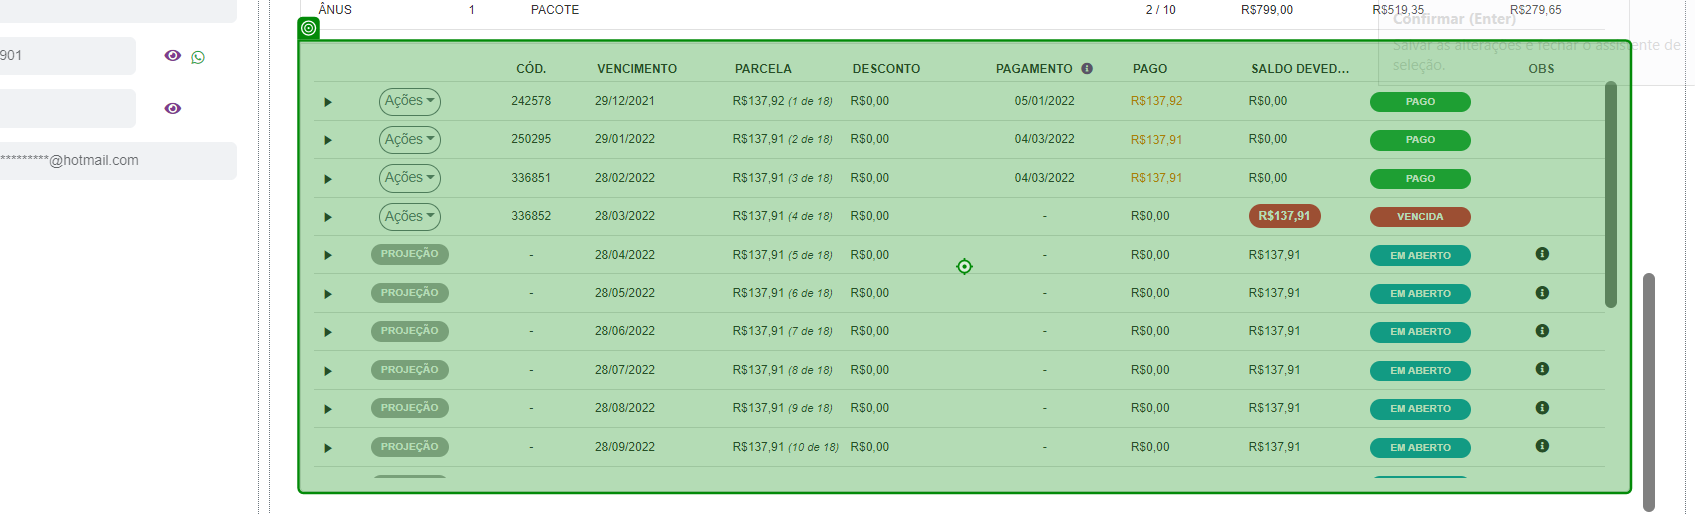 ÂNUS 1 PACOTE 2 / 10 R$799,00 R$519,35 R$279,65
Confirmar (Enter)
Salvar as alterações e fechar o assistente de
seleção.
901
*********@hotmail.com
CÓD. VENCIMENTO PARCELA DESCONTO PAGAMENTO PAGO SALDO DEVED... OBS
Ações 242578 29/12/2021 R$137,92 (1 de 18) R$0,00 05/01/2022 R$137,92 R$0,00 PAGO
Ações 250295 29/01/2022 R$137,91 (2 de 18) R$0,00 04/03/2022 R$137,91 R$0,00 PAGO
Ações 336851 28/02/2022 R$137,91 (3 de 18) R$0,00 04/03/2022 R$137,91 R$0,00 PAGO
Ações 336852 28/03/2022 R$137,91 (4 de 18) R$0,00 - R$0,00 R$137,91 VENCIDA
PROJEÇÃO - 28/04/2022 R$137,91 (5 de 18) R$0,00 - R$0,00 R$137,91 EM ABERTO
PROJEÇÃO - 28/05/2022 R$137,91 (6 de 18) R$0,00 - R$0,00 R$137,91 EM ABERTO
PROJEÇÃO - 28/06/2022 R$137,91 (7 de 18) R$0,00 - R$0,00 R$137,91 EM ABERTO
PROJEÇÃO - 28/07/2022 R$137,91 (8 de 18) R$0,00 - R$0,00 R$137,91 EM ABERTO
PROJEÇÃO - 28/08/2022 R$137,91 (9 de 18) R$0,00 - R$0,00 R$137,91 EM ABERTO
PROJEÇÃO - 28/09/2022 R$137,91 (10 de 18) R$0,00 - R$0,00 R$137,91 EM ABERTO